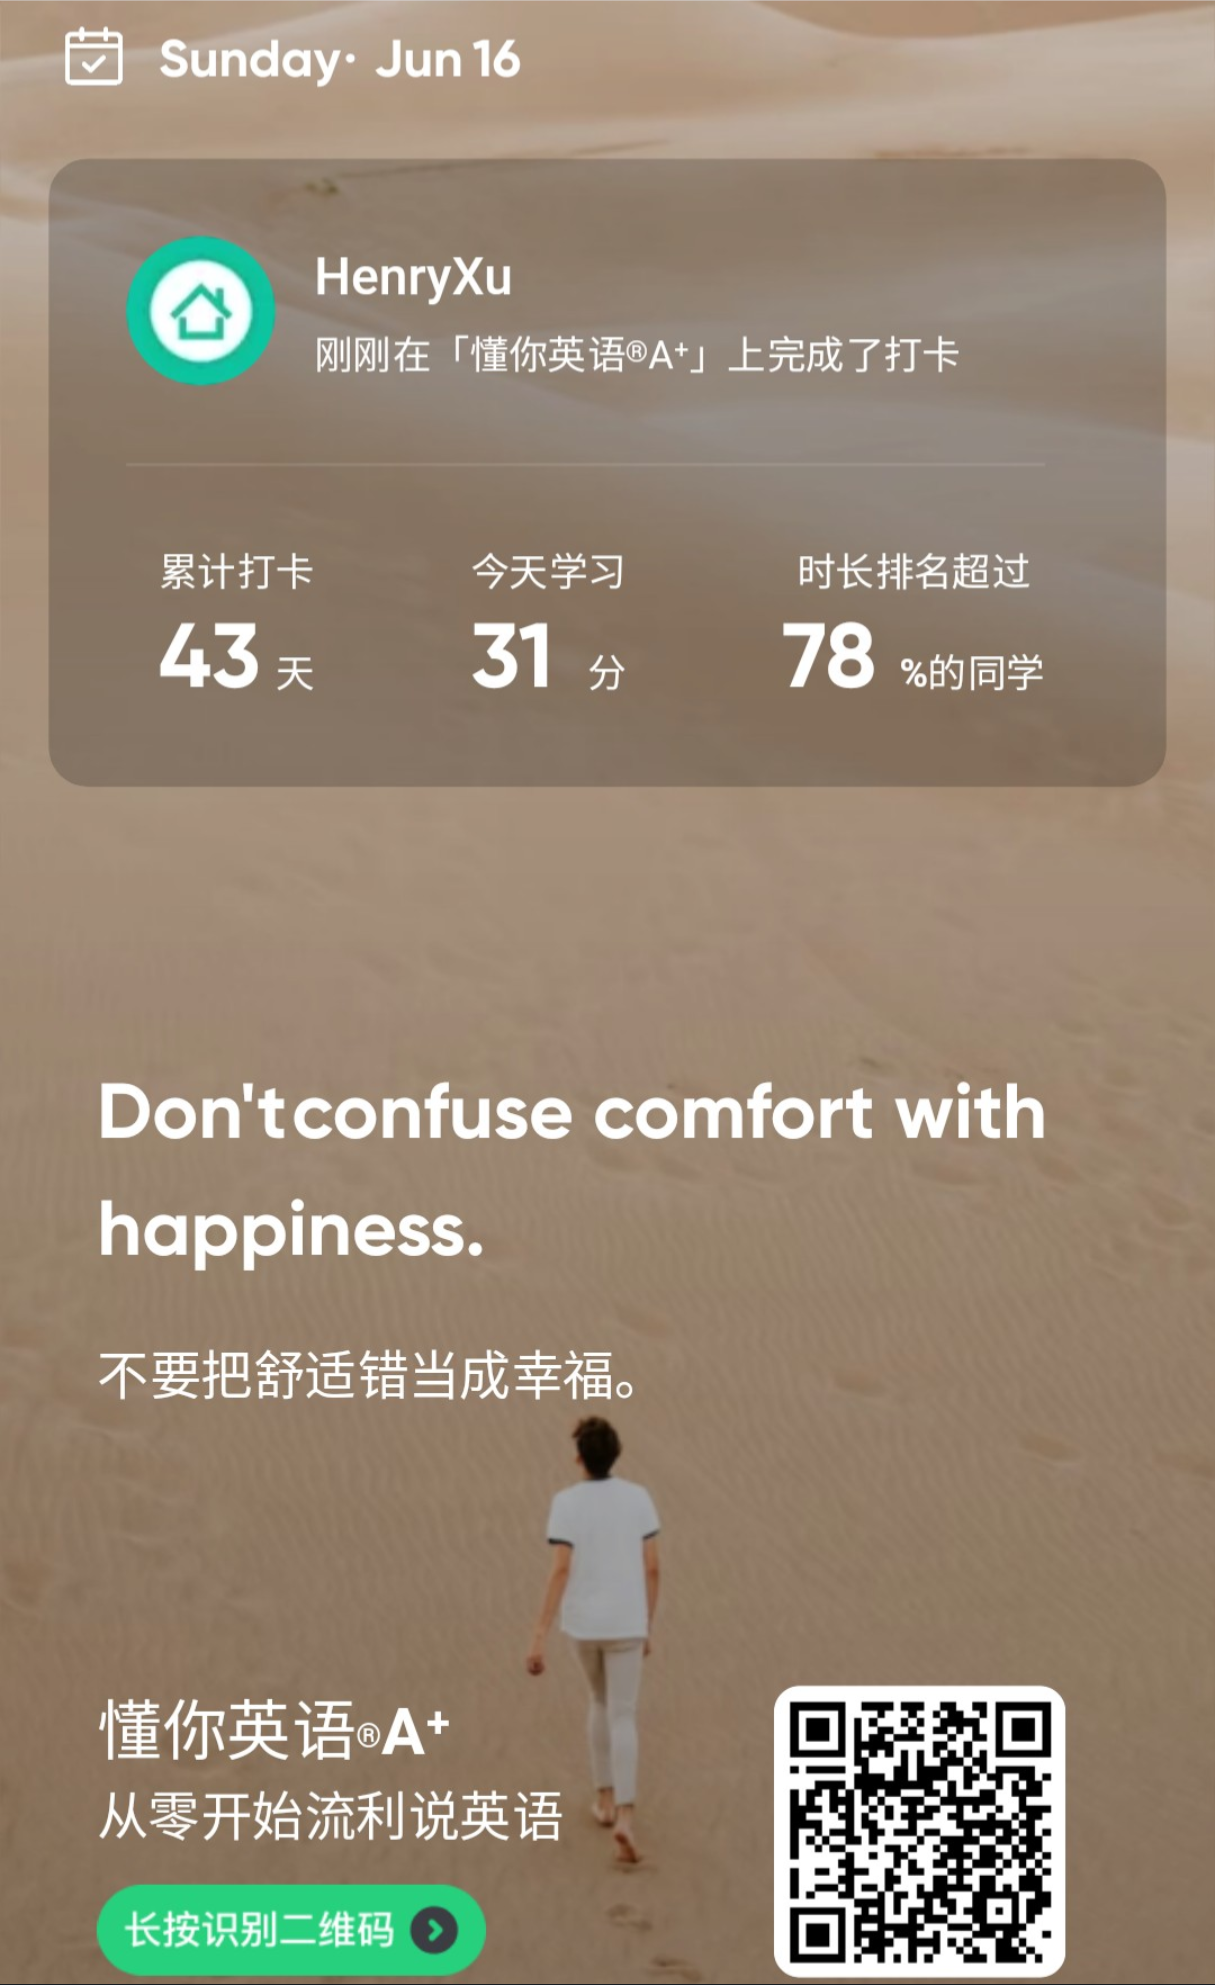 Sunday· Jun 16
HenryXu
刚刚在「懂你英语®A⁺」上完成了打卡
累计打卡 今天学习 时长排名超过
43 天 31 分 78 %的同学
Don'tconfuse comfort with
happiness.
不要把舒适错当成幸福。
懂你英语®A⁺
从零开始流利说英语
长按识别二维码